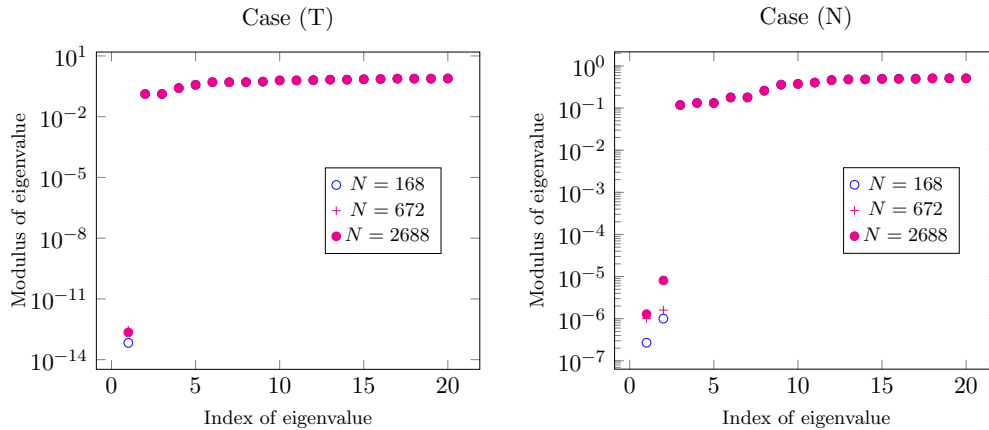 Case (T)
10^1
10^-2
10^-5
10^-8
10^-11
10^-14
Modulus of eigenvalue
N = 168
N = 672
N = 2688
0 5 10 15 20
Index of eigenvalue
Case (N)
10^0
10^-1
10^-2
10^-3
10^-4
10^-5
10^-6
10^-7
Modulus of eigenvalue
N = 168
N = 672
N = 2688
0 5 10 15 20
Index of eigenvalue